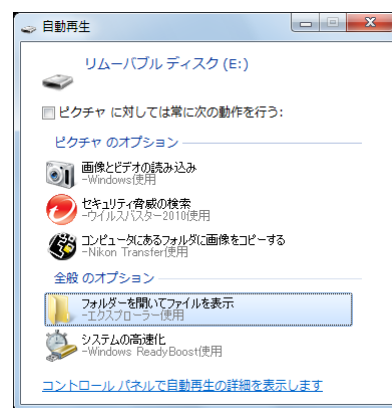 自動再生
リムーバブル ディスク (E:)
ピクチャ に対しては常に次の動作を行う:
ピクチャ のオプション
画像とビデオの読み込み
-Windows使用
セキュリティ脅威の検索
-ウイルスバスター2010使用
コンピュータにあるフォルダに画像をコピーする
-Nikon Transfer使用
全般 のオプション
フォルダーを開いてファイルを表示
-エクスプローラー使用
システムの高速化
-Windows ReadyBoost使用
コントロール パネルで自動再生の詳細を表示します